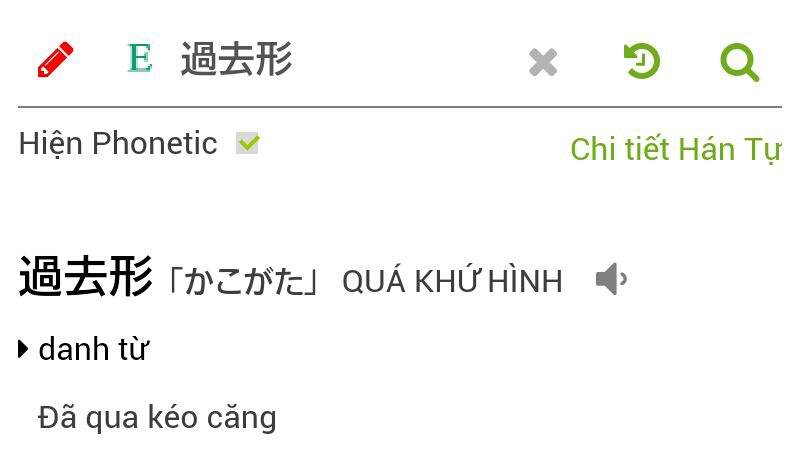 E 過去形
Hiện Phonetic
Chi tiết Hán Tự
過去形「かこがた」 QUÁ KHỨ HÌNH
danh từ
Đã qua kéo căng